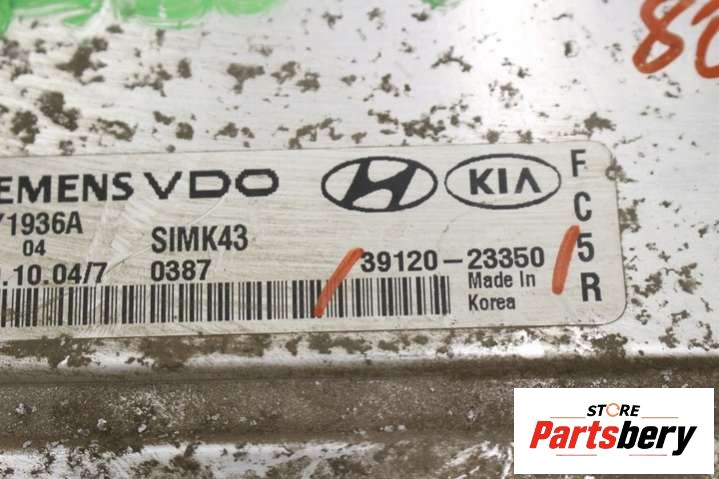 EMENS VDO KIA
1936A
04
SIMK43
.10.04/7 0387
39120-23350
Made In
Korea
F
C
5
R
STORE
Partsbery